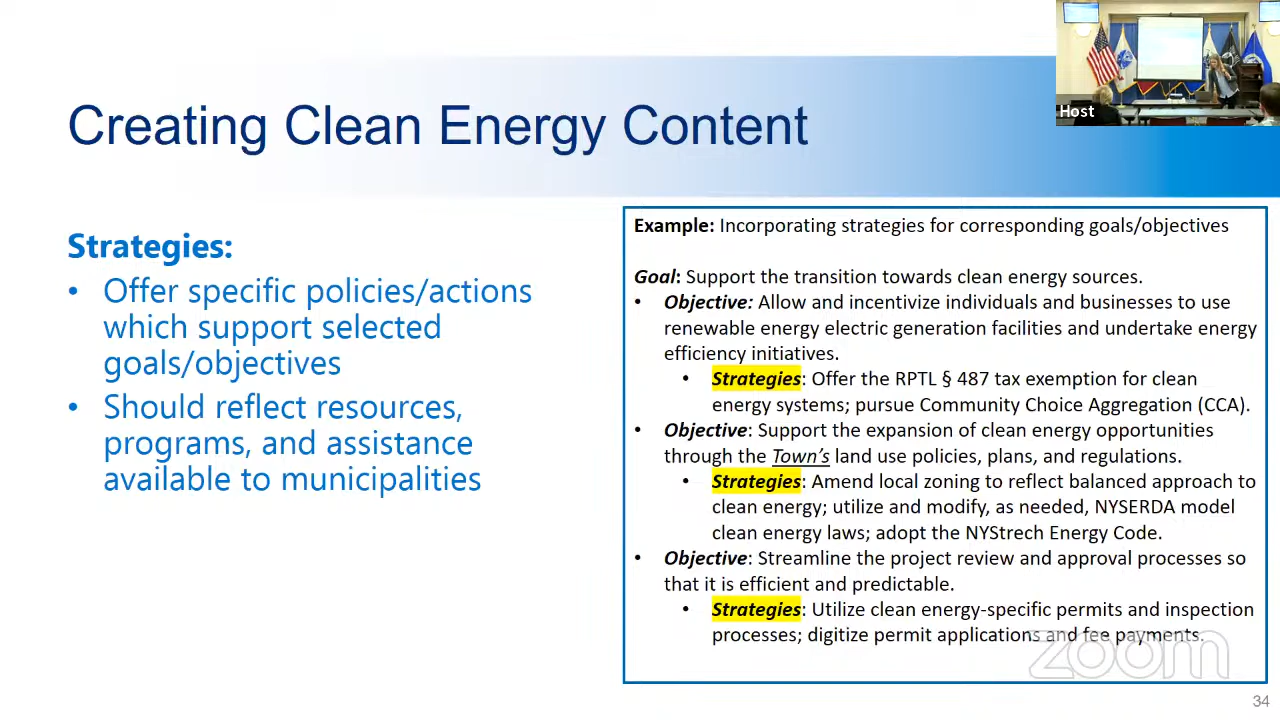 Creating Clean Energy Content
Host
Strategies:
• Offer specific policies/actions
which support selected
goals/objectives
• Should reflect resources,
programs, and assistance
available to municipalities
Example: Incorporating strategies for corresponding goals/objectives
Goal: Support the transition towards clean energy sources.
• Objective: Allow and incentivize individuals and businesses to use
renewable energy electric generation facilities and undertake energy
efficiency initiatives.
• Strategies: Offer the RPTL § 487 tax exemption for clean
energy systems; pursue Community Choice Aggregation (CCA).
• Objective: Support the expansion of clean energy opportunities
through the Town's land use policies, plans, and regulations.
• Strategies: Amend local zoning to reflect balanced approach to
clean energy; utilize and modify, as needed, NYSERDA model
clean energy laws; adopt the NYStrech Energy Code.
• Objective: Streamline the project review and approval processes so
that it is efficient and predictable.
• Strategies: Utilize clean energy-specific permits and inspection
processes; digitize permit applications and fee payments.
zoom
34